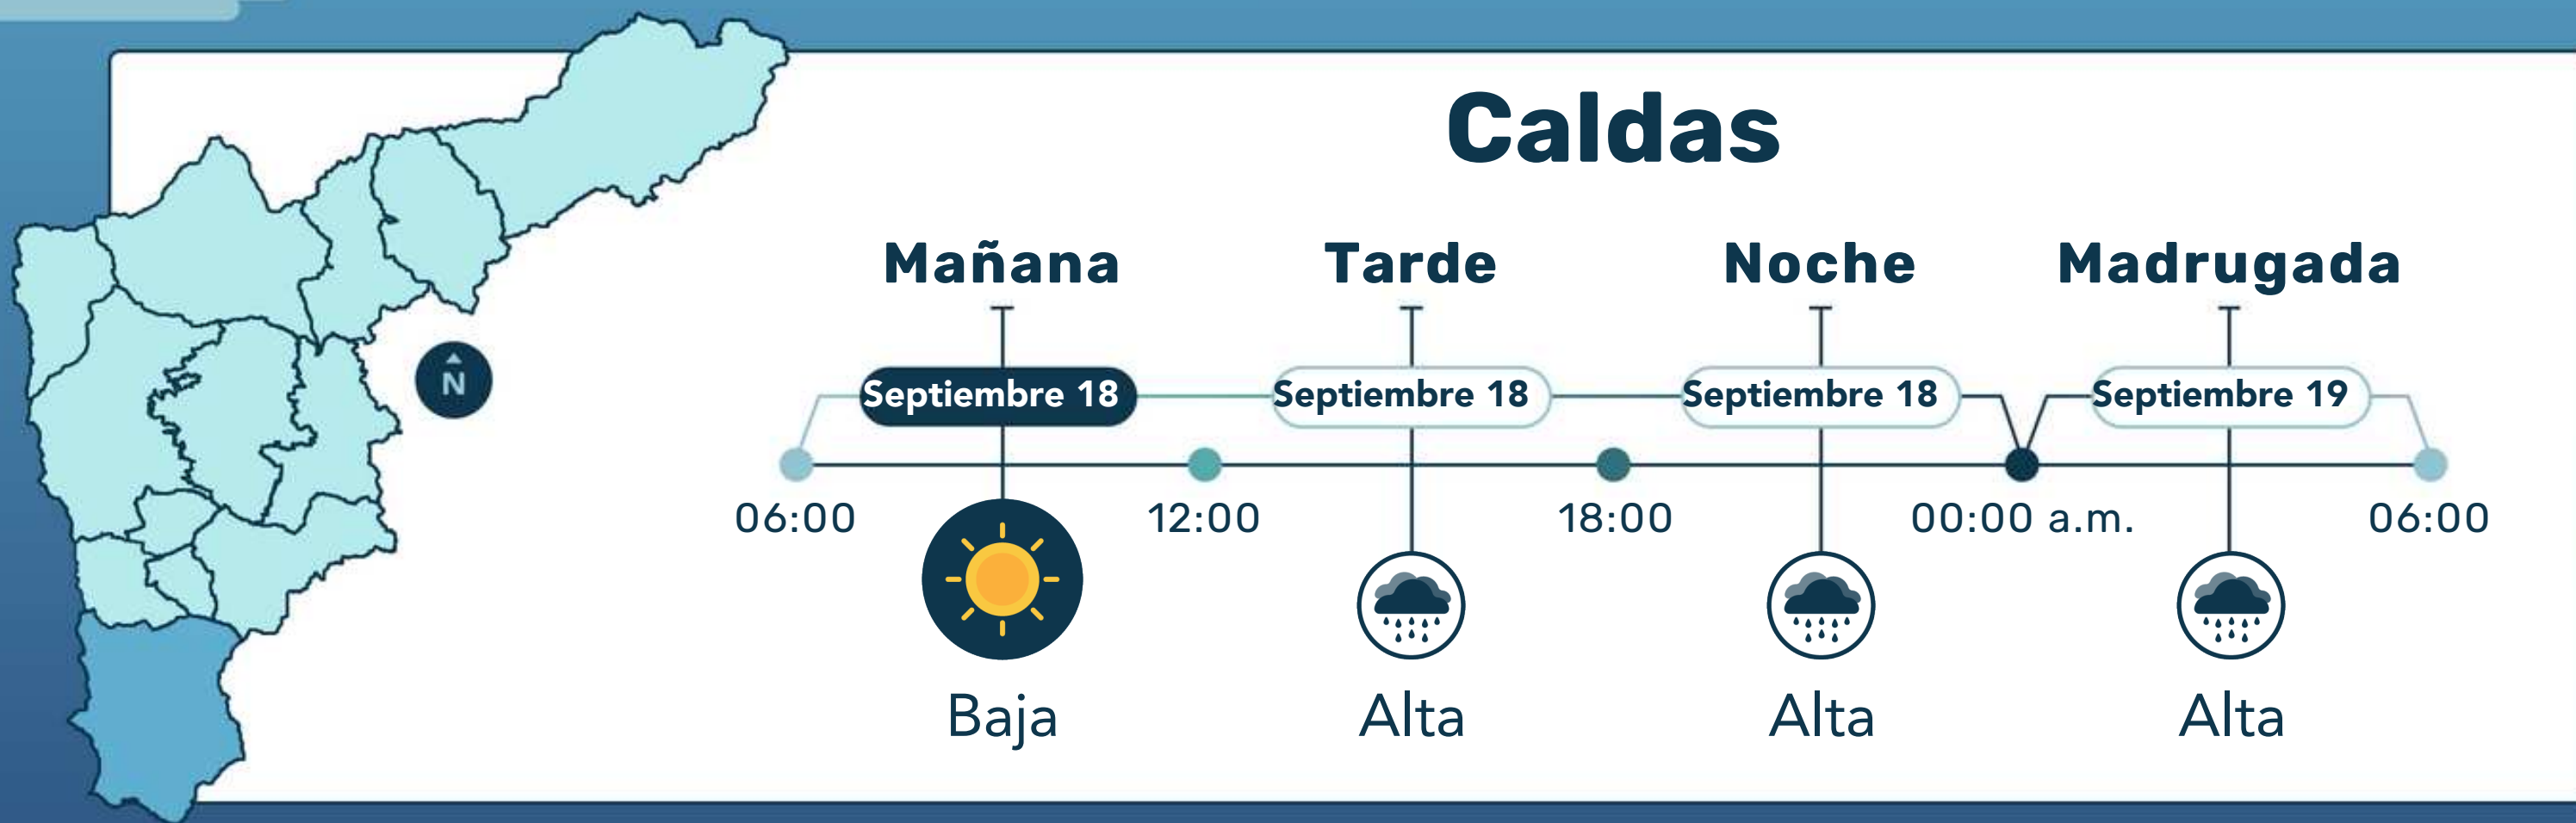 Caldas
Mañana Tarde Noche Madrugada
N
Septiembre 18 Septiembre 18 Septiembre 18 Septiembre 19
06:00 12:00 18:00 00:00 a.m. 06:00
Baja Alta Alta Alta